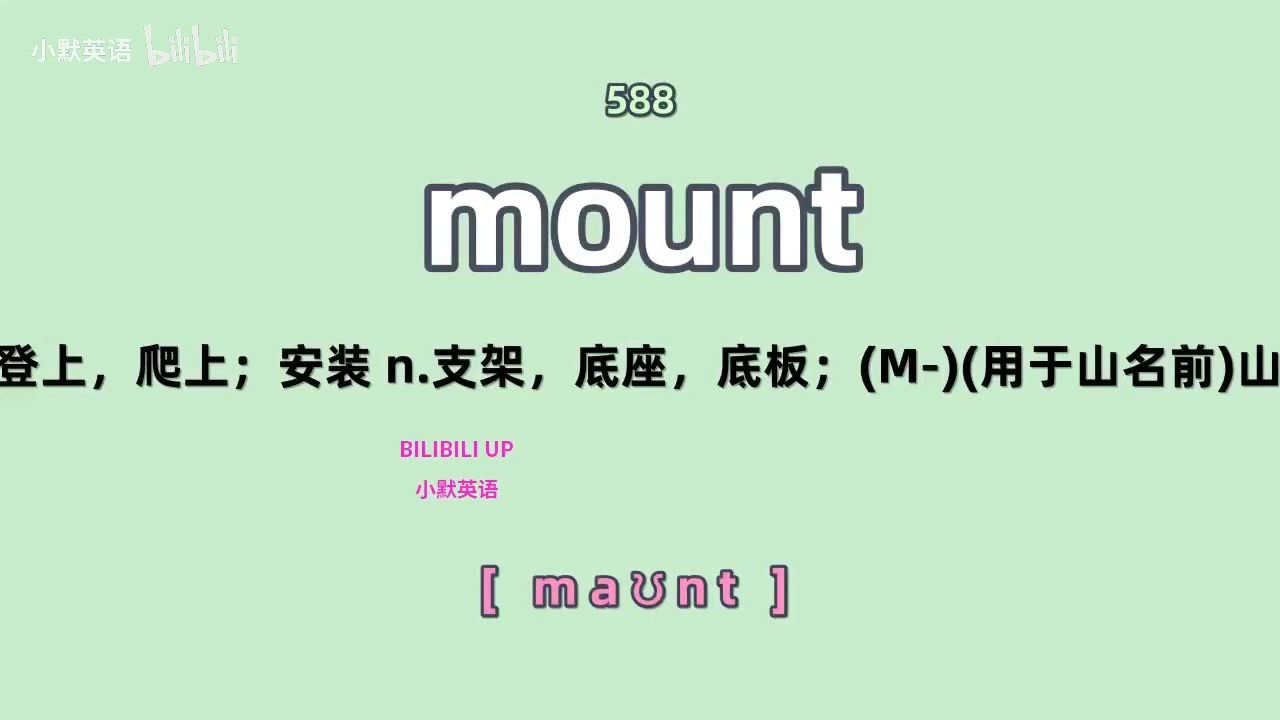 小默英语 bilibili
588
mount
登上，爬上；安装 n.支架，底座，底板；(M-)(用于山名前)山
BILIBILI UP
小默英语
[ maʊnt ]